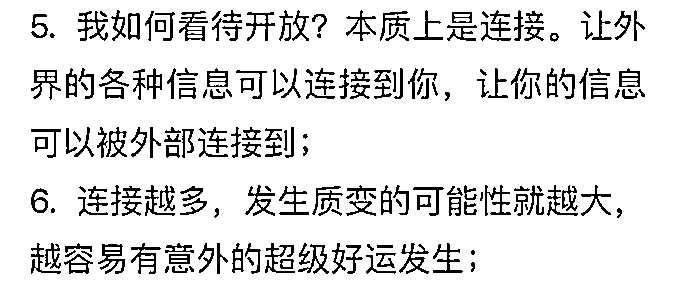 5. 我如何看待开放？本质上是连接。让外
界的各种信息可以连接到你，让你的信息
可以被外部连接到；
6. 连接越多，发生质变的可能性就越大，
越容易有意外的超级好运发生；